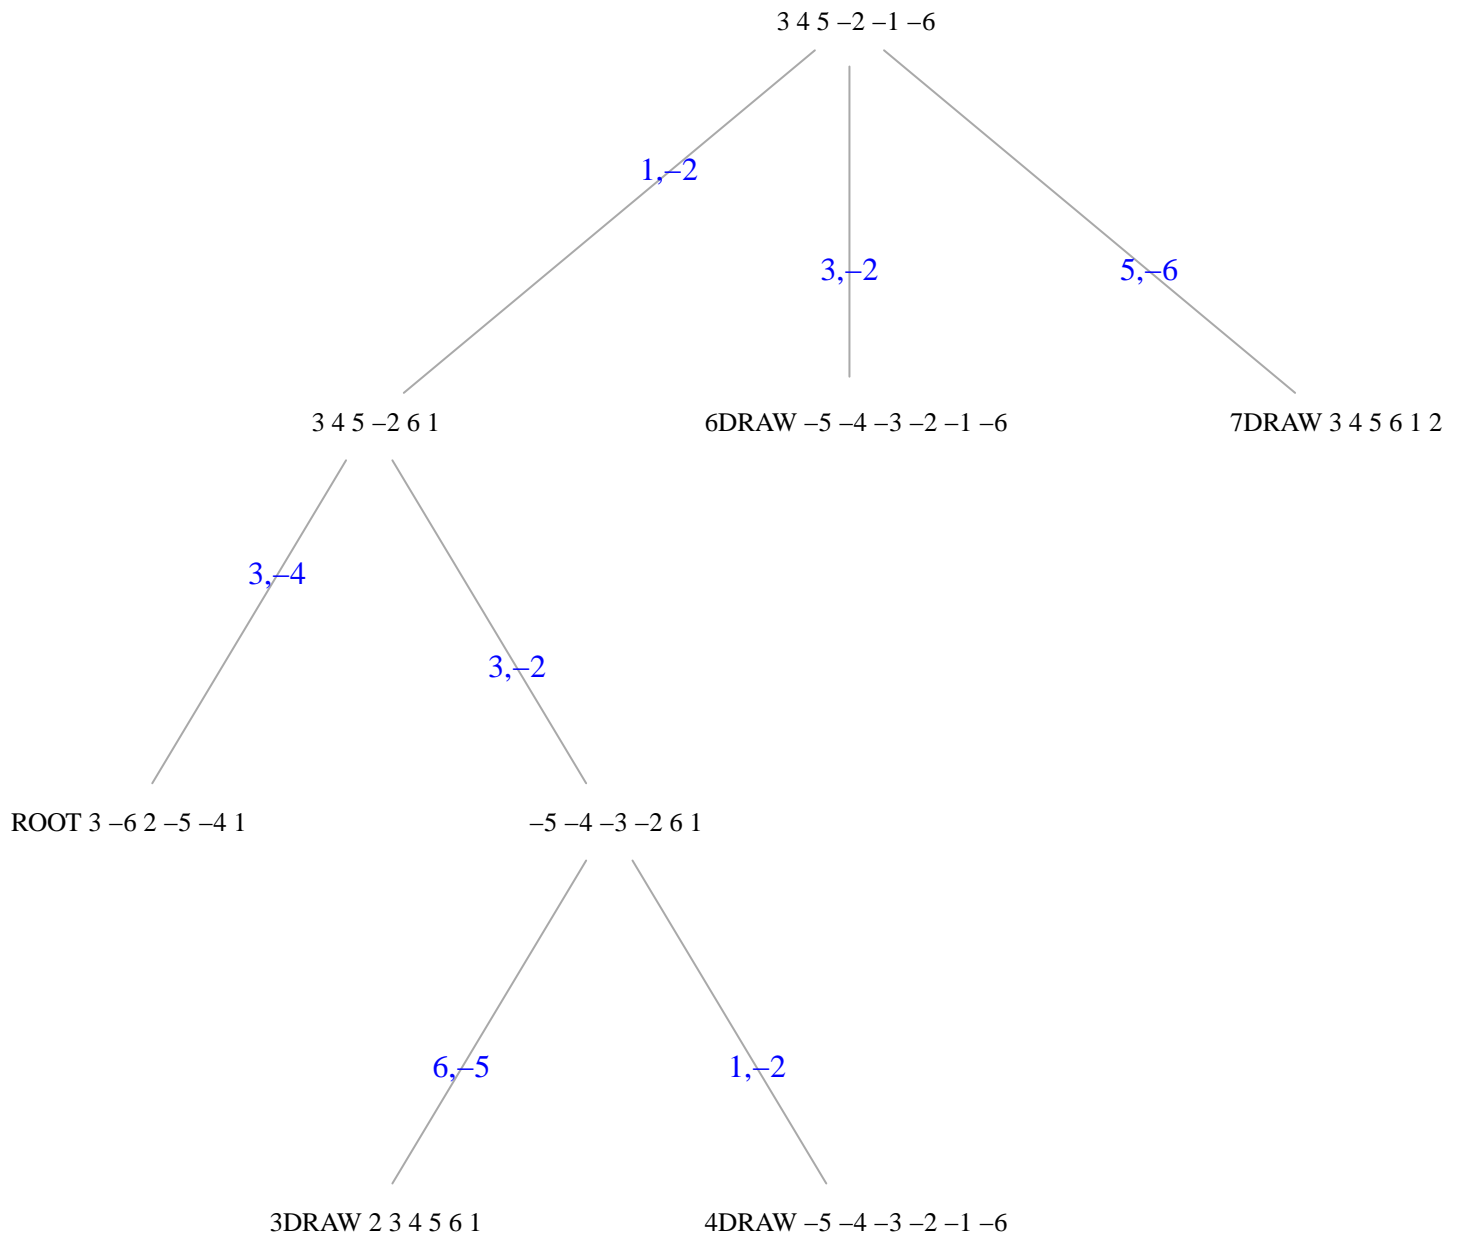 3 4 5 –2 –1 –6
1,–2
3,–2
5,–6
3 4 5 –2 6 1
6DRAW –5 –4 –3 –2 –1 –6
7DRAW 3 4 5 6 1 2
3,–4
3,–2
ROOT 3 –6 2 –5 –4 1
–5 –4 –3 –2 6 1
6,–5
1,–2
3DRAW 2 3 4 5 6 1
4DRAW –5 –4 –3 –2 –1 –6